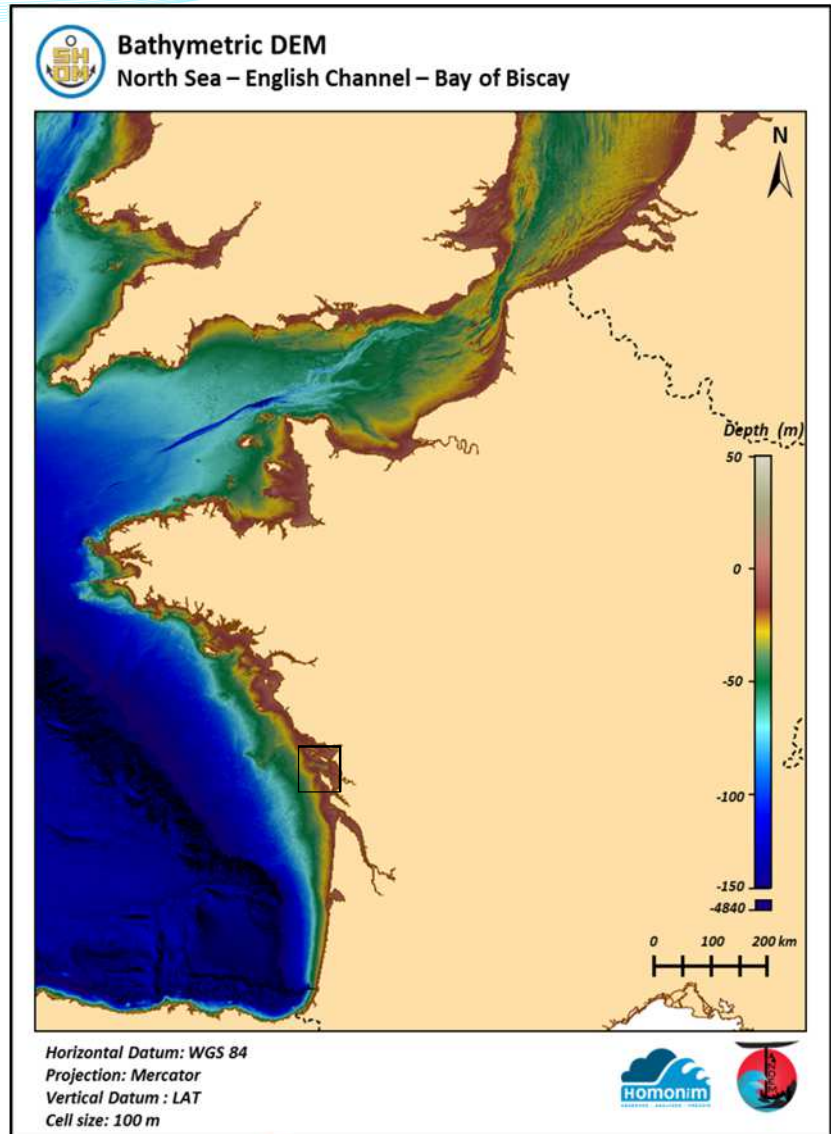 SH
OM
Bathymetric DEM
North Sea – English Channel – Bay of Biscay
N
Depth (m)
50
0
-50
-100
-150
-4840
0 100 200 km
Horizontal Datum: WGS 84
Projection: Mercator
Vertical Datum : LAT
Cell size: 100 m
HOMONIM